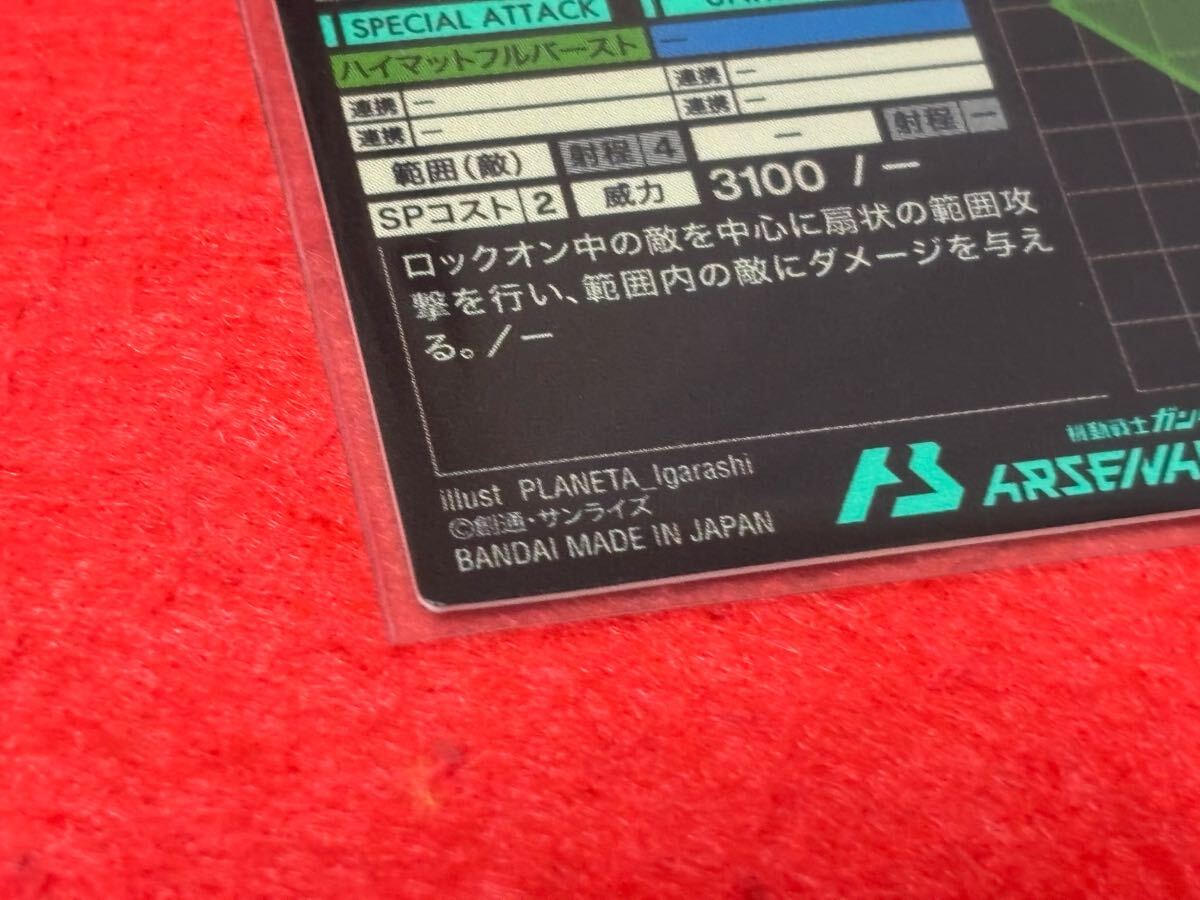 SPECIAL ATTACK
ハイマットフルバースト
ー
連携 ー
連携 ー
連携 ー
連携 ー
範囲(敵) 射程 4
ー 射程 ー
SPコスト 2 威力 3100 / ー
ロックオン中の敵を中心に扇状の範囲攻
撃を行い、範囲内の敵にダメージを与え
る。/ー
illust PLANETA_Igarashi
©創通・サンライズ
BANDAI MADE IN JAPAN
機動戦士ガン
ARSENA